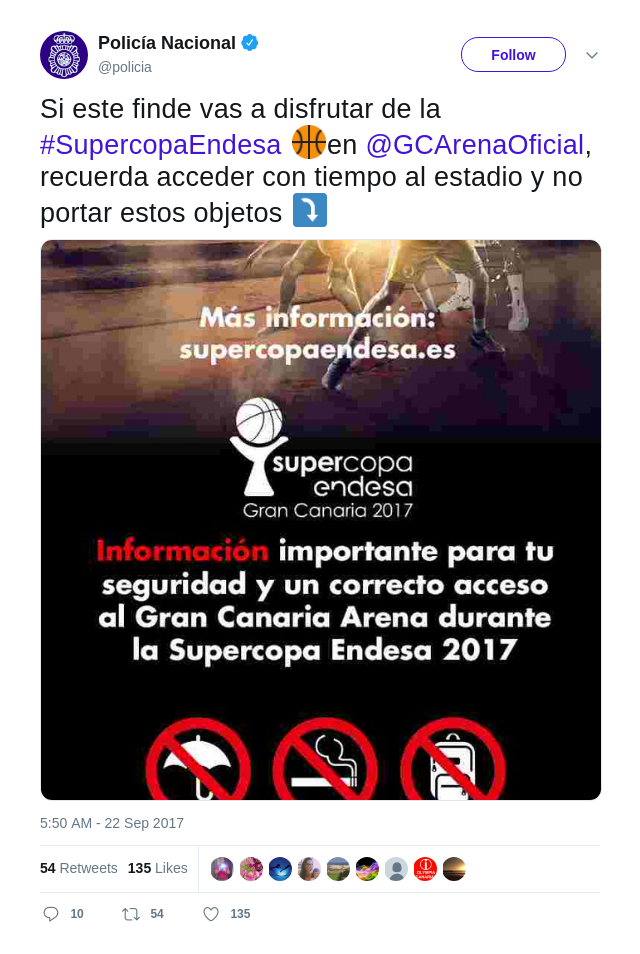 Policía Nacional
@policia
Follow
Si este finde vas a disfrutar de la
#SupercopaEndesa en @GCArenaOficial,
recuerda acceder con tiempo al estadio y no
portar estos objetos
Más información:
supercopaendesa.es
supercopa
endesa
Gran Canaria 2017
Información importante para tu
seguridad y un correcto acceso
al Gran Canaria Arena durante
la Supercopa Endesa 2017
5:50 AM - 22 Sep 2017
54 Retweets 135 Likes
10 54 135